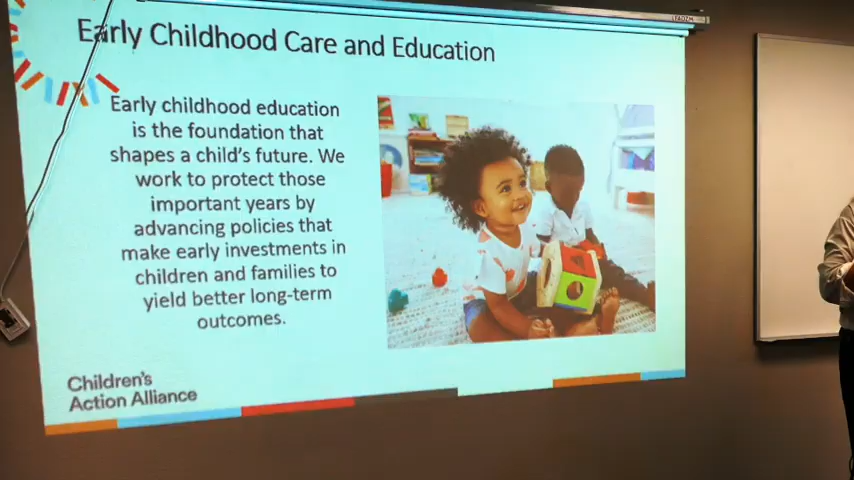 Early Childhood Care and Education
Early childhood education
is the foundation that
shapes a child's future. We
work to protect those
important years by
advancing policies that
make early investments in
children and families to
yield better long-term
outcomes.
Children's
Action Alliance